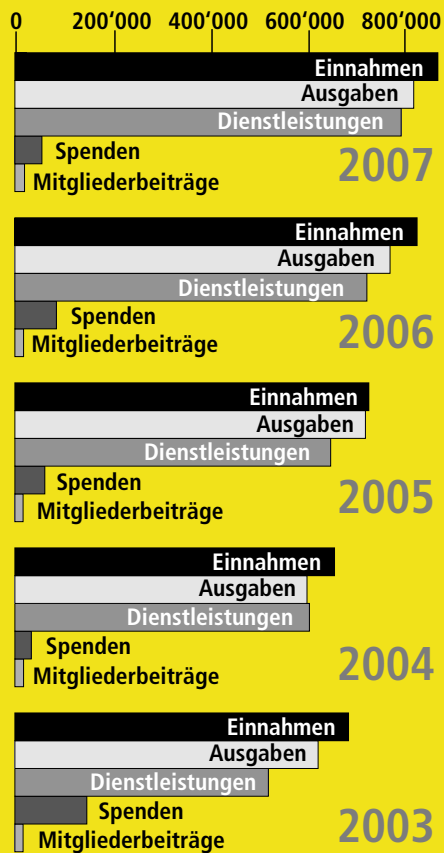 0 200‘000 400‘000 600‘000 800‘000
Einnahmen
Ausgaben
Dienstleistungen
Spenden
Mitgliederbeiträge
2007
Einnahmen
Ausgaben
Dienstleistungen
Spenden
Mitgliederbeiträge
2006
Einnahmen
Ausgaben
Dienstleistungen
Spenden
Mitgliederbeiträge
2005
Einnahmen
Ausgaben
Dienstleistungen
Spenden
Mitgliederbeiträge
2004
Einnahmen
Ausgaben
Dienstleistungen
Spenden
Mitgliederbeiträge
2003